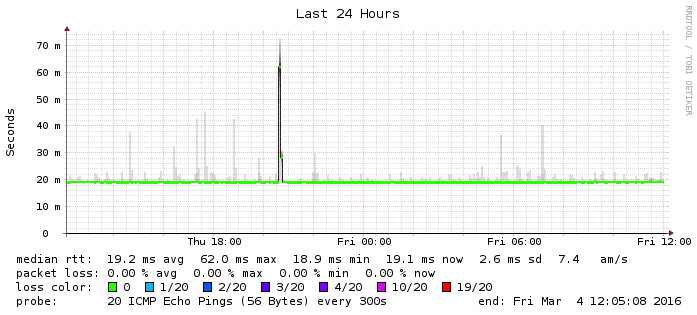 Last 24 Hours
RRDTOOL / TOBI OETIKER
Seconds
70 m
60 m
50 m
40 m
30 m
20 m
10 m
0
Thu 18:00 Fri 00:00 Fri 06:00 Fri 12:00
median rtt: 19.2 ms avg 62.0 ms max 18.9 ms min 19.1 ms now 2.6 ms sd 7.4 am/s
packet loss: 0.00 % avg 0.00 % max 0.00 % min 0.00 % now
loss color: 0 1/20 2/20 3/20 4/20 10/20 19/20
probe: 20 ICMP Echo Pings (56 Bytes) every 300s end: Fri Mar 4 12:05:08 2016